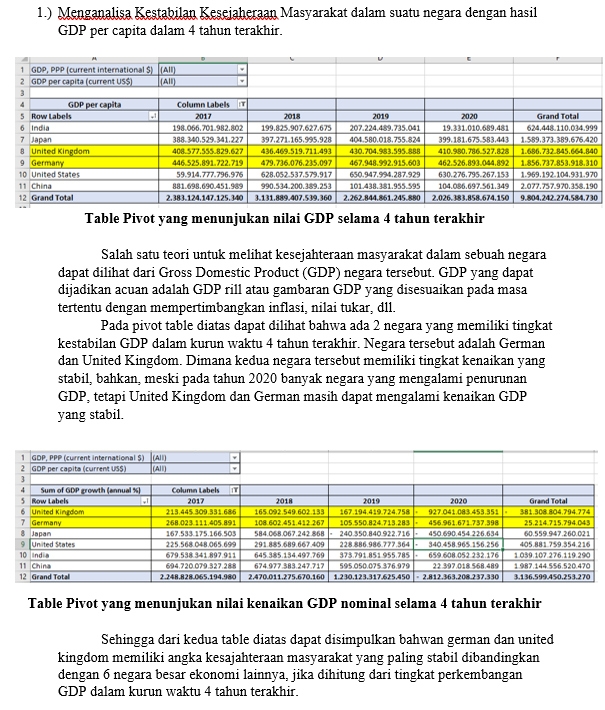 1.) Menganalisa Kestabilan Kesejaheraan Masyarakat dalam suatu negara dengan hasil
GDP per capita dalam 4 tahun terakhir.
1 GDP, PPP (current international $) (All)
2 GDP per capita (current US$) (All)
3
4 GDP per capita Column Labels
5 Row Labels 2017 2018 2019 2020 Grand Total
6 India 198.066.701.982.802 199.825.907.627.675 207.224.489.735.041 19.331.010.689.481 624.448.110.034.999
7 Japan 388.340.529.341.227 397.271.165.995.928 404.580.018.755.824 399.181.675.583.443 1.589.373.389.676.420
8 United Kingdom 408.577.555.829.627 436.469.519.711.493 430.704.983.595.888 410.980.786.527.828 1.686.732.845.664.840
9 Germany 446.525.891.722.719 479.736.076.235.097 467.948.992.915.603 462.526.893.044.892 1.856.737.853.918.310
10 United States 59.914.777.796.976 628.052.537.579.917 650.947.994.287.929 630.276.795.267.153 1.969.192.104.931.970
11 China 881.698.690.451.989 990.534.200.389.253 101.438.381.955.595 104.086.697.561.349 2.077.757.970.358.190
12 Grand Total 2.383.124.147.125.340 3.131.889.407.539.360 2.262.844.861.245.880 2.026.383.858.674.150 9.804.242.274.584.730
Table Pivot yang menunjukan nilai GDP selama 4 tahun terakhir
Salah satu teori untuk melihat kesejahteraan masyarakat dalam sebuah negara
dapat dilihat dari Gross Domestic Product (GDP) negara tersebut. GDP yang dapat
dijadikan acuan adalah GDP rill atau gambaran GDP yang disesuaikan pada masa
tertentu dengan mempertimbangkan inflasi, nilai tukar, dll.
Pada pivot table diatas dapat dilihat bahwa ada 2 negara yang memiliki tingkat
kestabilan GDP dalam kurun waktu 4 tahun terakhir. Negara tersebut adalah German
dan United Kingdom. Dimana kedua negara tersebut memiliki tingkat kenaikan yang
stabil, bahkan, meski pada tahun 2020 banyak negara yang mengalami penurunan
GDP, tetapi United Kingdom dan German masih dapat mengalami kenaikan GDP
yang stabil.
1 GDP, PPP (current international $) (All)
2 GDP per capita (current US$) (All)
3
4 Sum of GDP growth (annual %) Column Labels
5 Row Labels 2017 2018 2019 2020 Grand Total
6 United Kingdom 213.445.309.331.686 165.092.549.602.133 167.194.419.724.758 - 927.041.083.453.351 - 381.308.804.794.774
7 Germany 268.023.111.405.891 108.602.451.412.267 105.550.824.713.283 - 456.961.671.737.398 25.214.715.794.043
8 Japan 167.533.175.166.503 584.068.067.242.868 - 240.350.840.922.716 - 450.690.454.226.634 60.559.947.260.021
9 United States 225.568.048.065.699 291.885.689.667.409 228.886.986.777.364 - 340.458.965.156.256 405.881.759.354.216
10 India 679.538.341.897.911 645.385.134.497.769 373.791.851.955.785 - 659.608.052.232.176 1.039.107.276.119.290
11 China 694.720.079.327.288 674.977.383.247.717 595.050.075.376.979 22.397.018.568.489 1.987.144.556.520.470
12 Grand Total 2.248.828.065.194.980 2.470.011.275.670.160 1.230.123.317.625.450 - 2.812.363.208.237.330 3.136.599.450.253.270
Table Pivot yang menunjukan nilai kenaikan GDP nominal selama 4 tahun terakhir
Sehingga dari kedua table diatas dapat disimpulkan bahwan german dan united
kingdom memiliki angka kesajahteraan masyarakat yang paling stabil dibandingkan
dengan 6 negara besar ekonomi lainnya, jika dihitung dari tingkat perkembangan
GDP dalam kurun waktu 4 tahun terakhir.